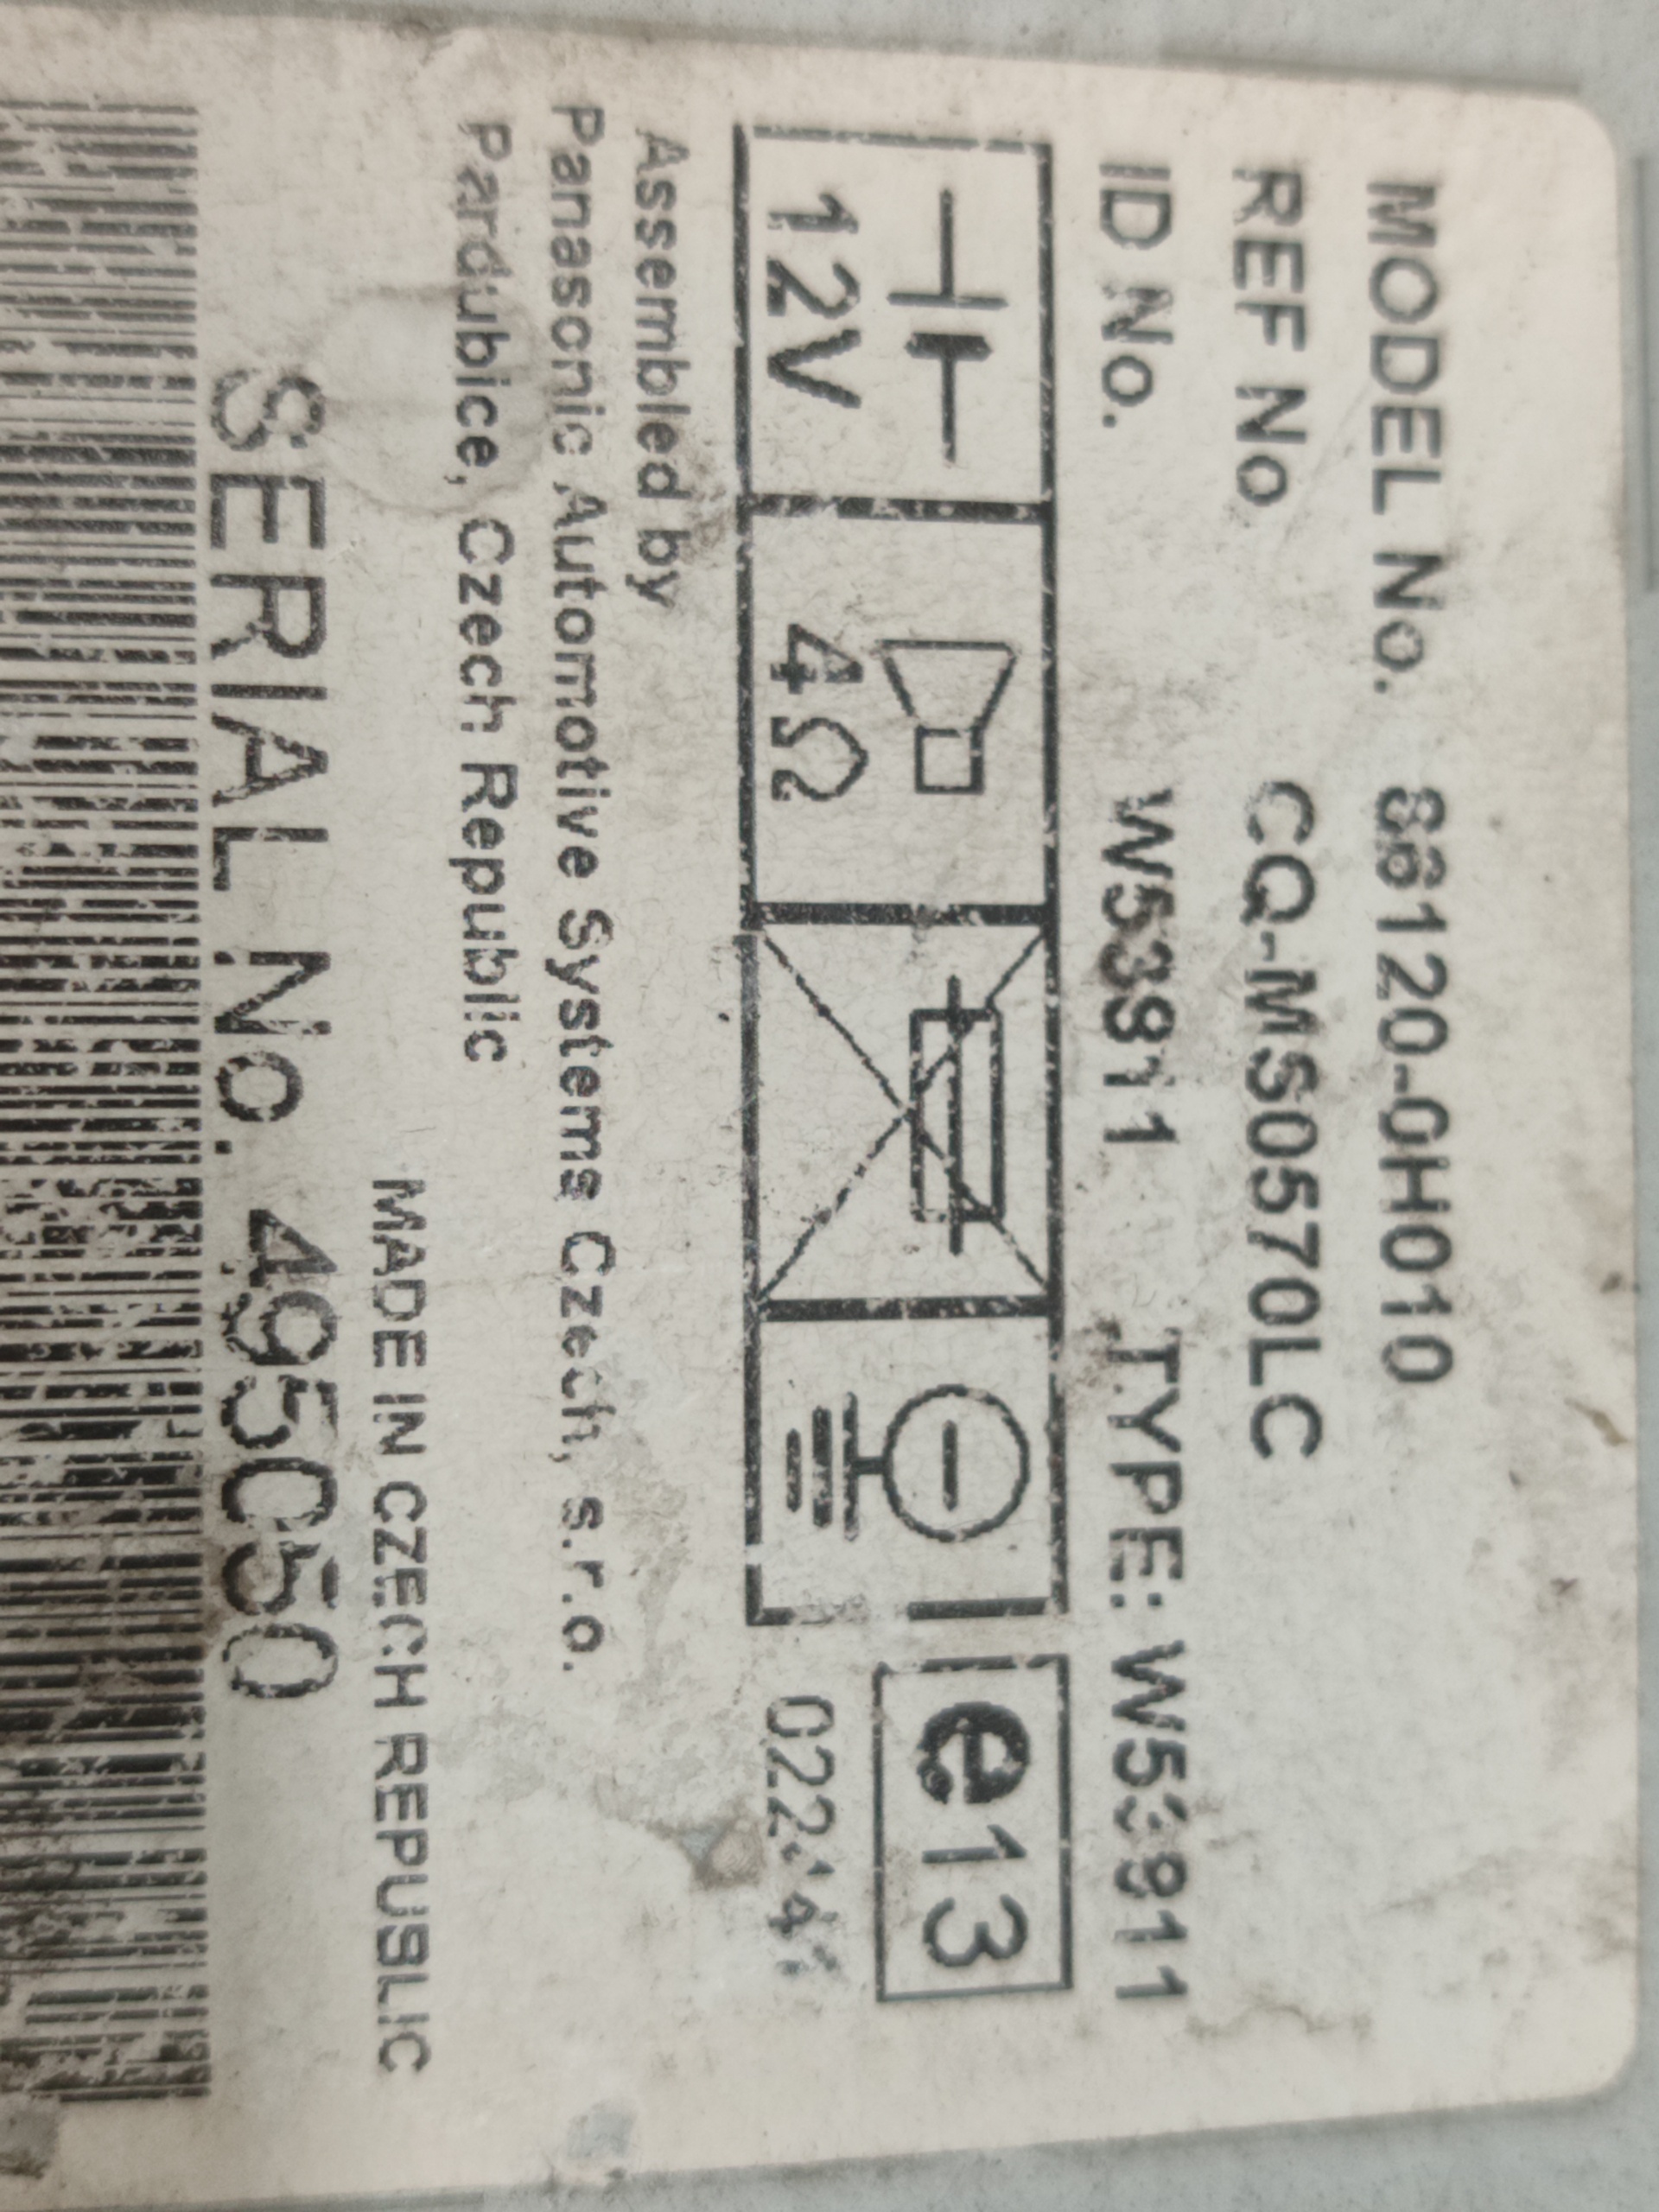 MODEL No. 86120-0H010
REF No CQ-MS0570LC
ID No. W53911 TYPE: W53911
12V 4Ω e13
Assembled by
Panasonic Automotive Systems Czech, s.r.o.
Pardubice, Czech Republic
MADE IN CZECH REPUBLIC
SERIAL No. 495050